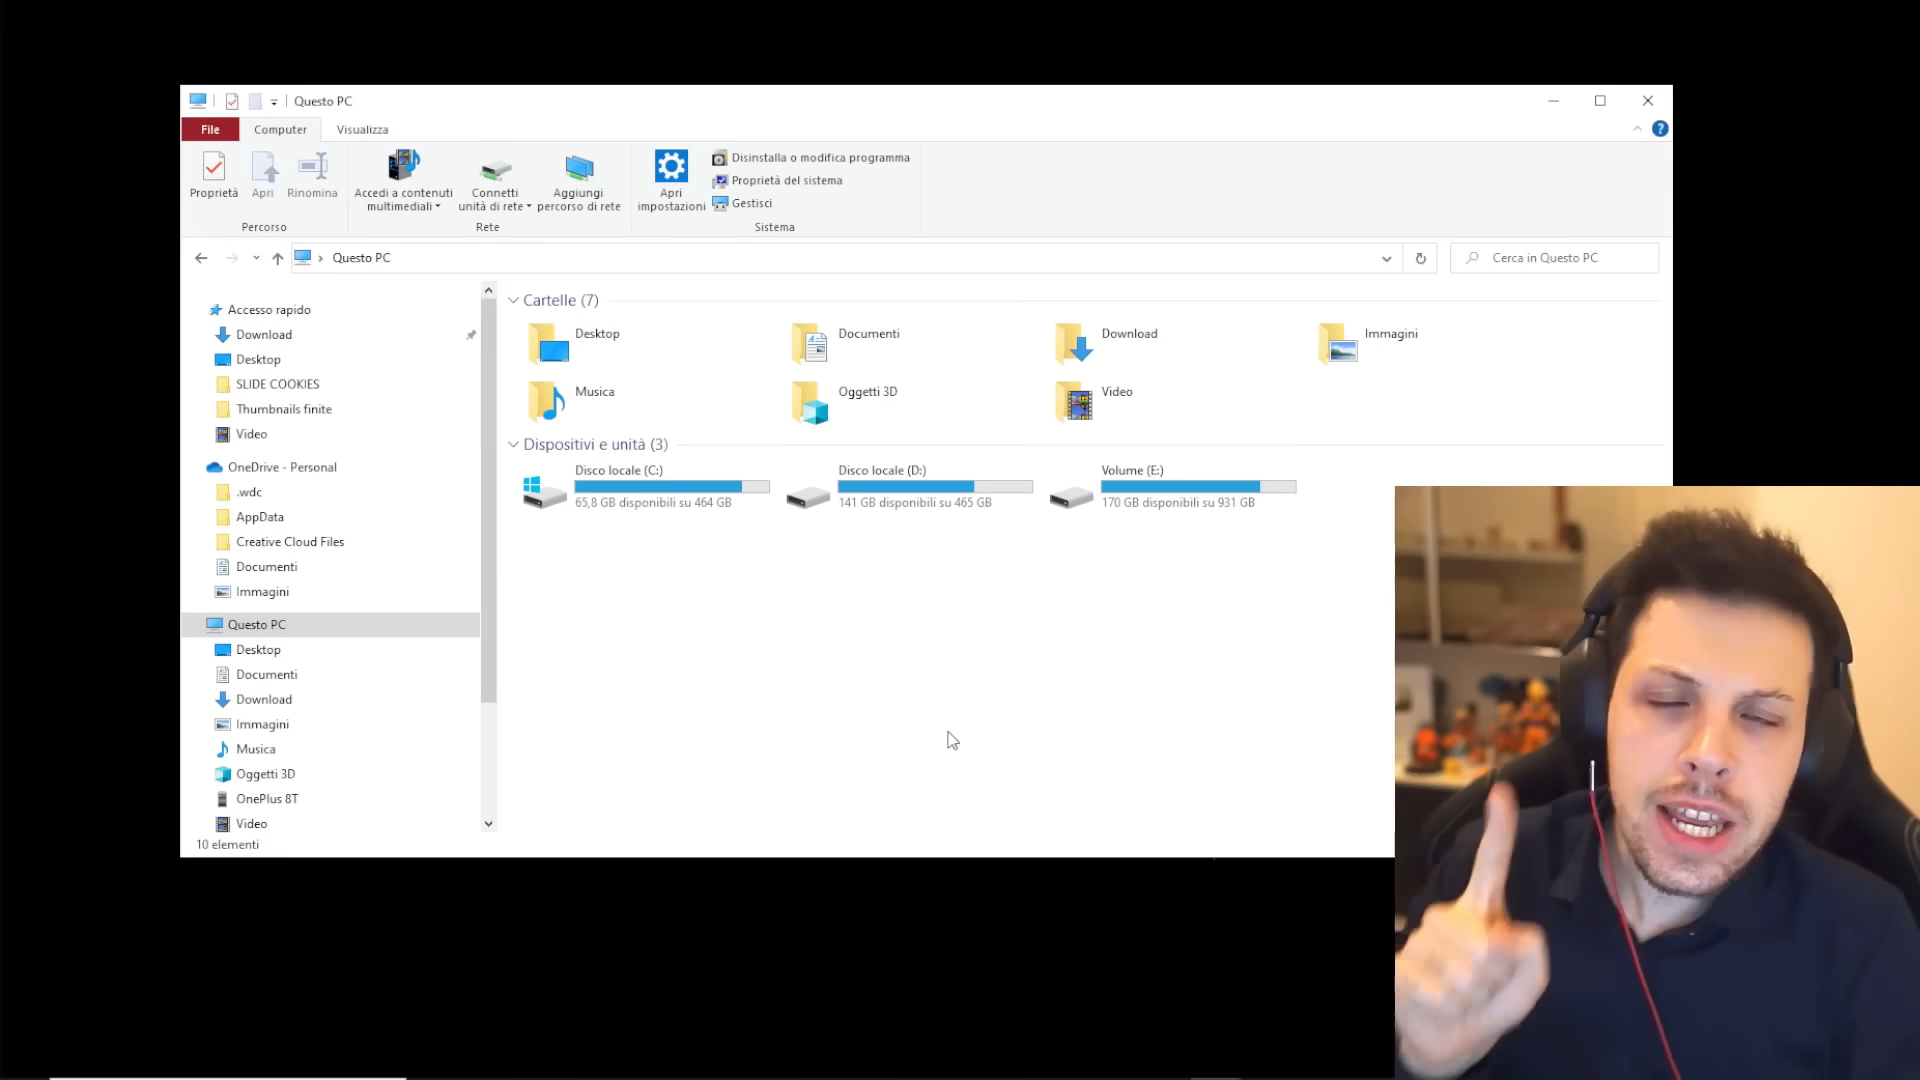 Questo PC
File Computer Visualizza
Proprietà Apri Rinomina
Accedi a contenuti multimediali
Connetti unità di rete
Aggiungi percorso di rete
Apri impostazioni
Disinstalla o modifica programma
Proprietà del sistema
Gestisci
Percorso Rete Sistema
Questo PC
Cerca in Questo PC
Accesso rapido
Download
Desktop
SLIDE COOKIES
Thumbnails finite
Video
OneDrive - Personal
.wdc
AppData
Creative Cloud Files
Documenti
Immagini
Questo PC
Desktop
Documenti
Download
Immagini
Musica
Oggetti 3D
OnePlus 8T
Video
10 elementi
Cartelle (7)
Desktop Documenti Download Immagini
Musica Oggetti 3D Video
Dispositivi e unità (3)
Disco locale (C:)
65,8 GB disponibili su 464 GB
Disco locale (D:)
141 GB disponibili su 465 GB
Volume (E:)
170 GB disponibili su 931 GB